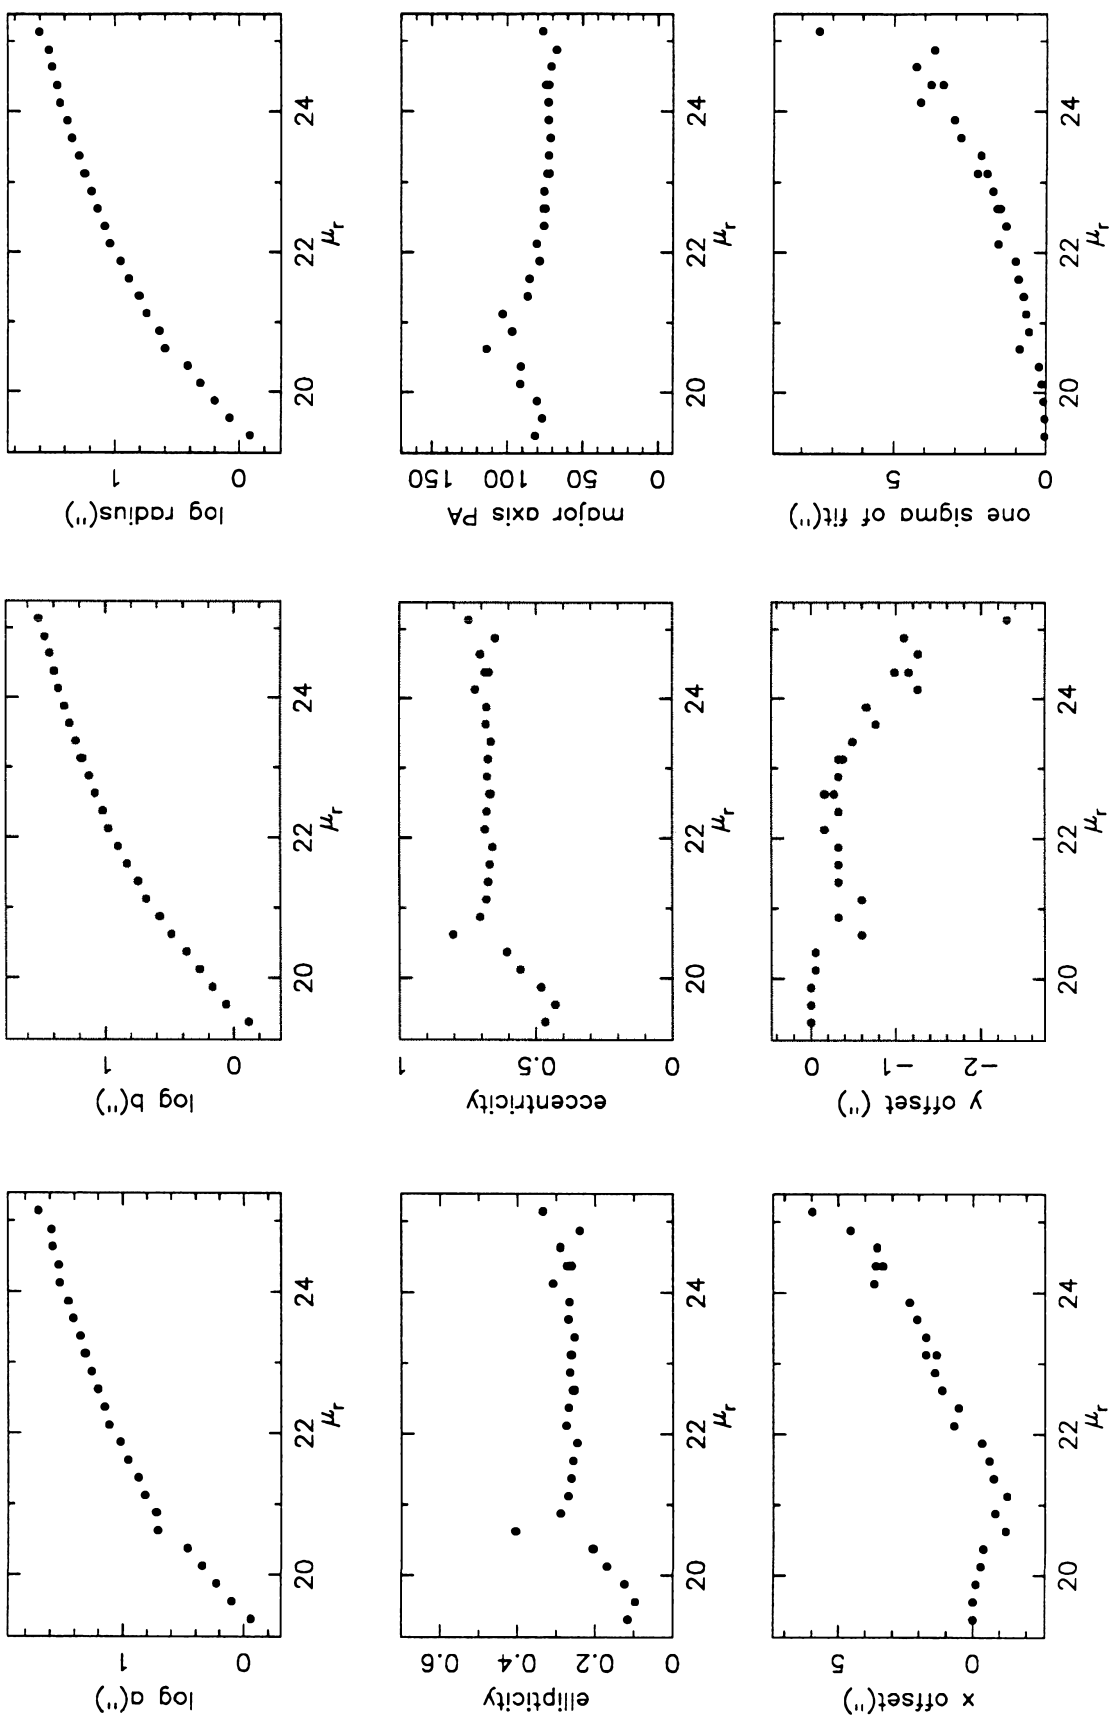 log radius(")
1
0
20
22
24
μr
major axis PA
150
100
50
0
20
22
24
μr
one sigma of fit(")
5
0
20
22
24
μr
log b(")
1
0
20
22
24
μr
eccentricity
1
0.5
0
20
22
24
μr
y offset (")
0
-1
-2
20
22
24
μr
log a(")
1
0
20
22
24
μr
ellipticity
0.6
0.4
0.2
0
20
22
24
μr
x offset(")
5
0
20
22
24
μr